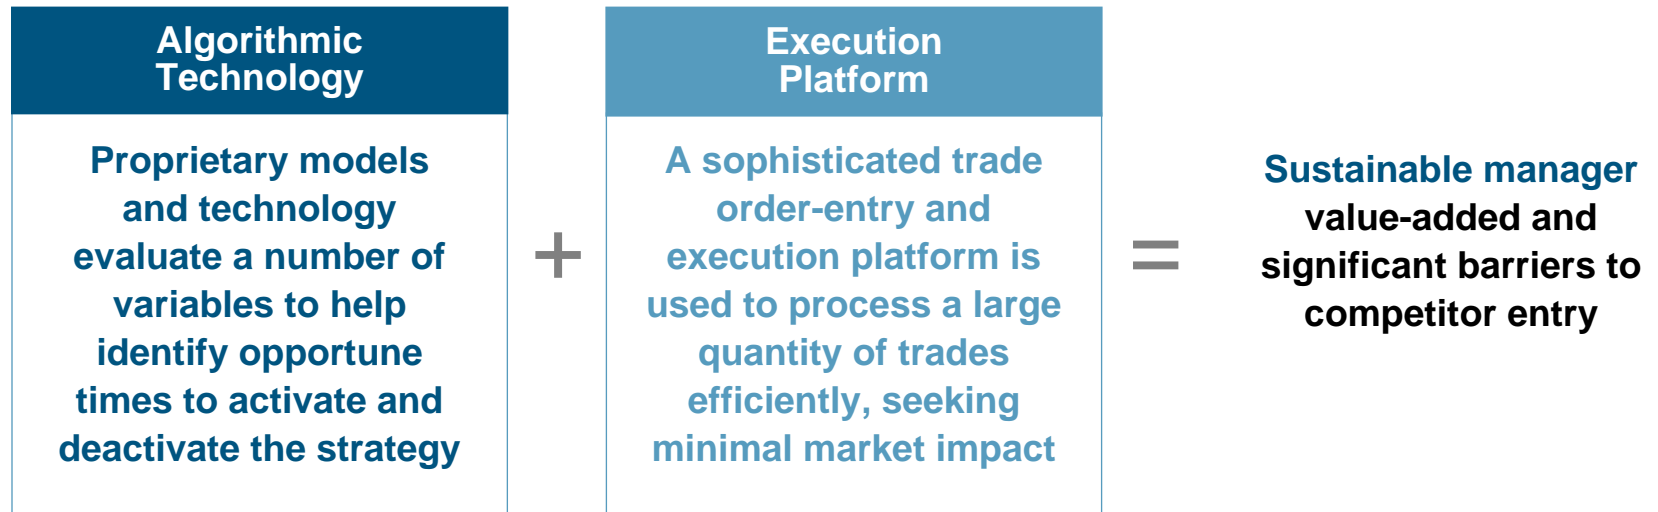 Algorithmic
Technology
Proprietary models
and technology
evaluate a number of
variables to help
identify opportune
times to activate and
deactivate the strategy
+
Execution
Platform
A sophisticated trade
order-entry and
execution platform is
used to process a large
quantity of trades
efficiently, seeking
minimal market impact
=
Sustainable manager
value-added and
significant barriers to
competitor entry